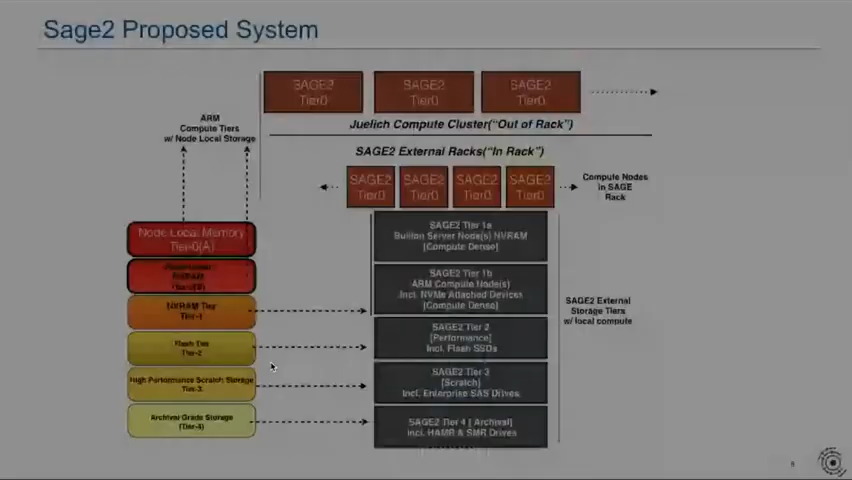 Sage2 Proposed System
SAGE2
Tier0
SAGE2
Tier0
SAGE2
Tier0
ARM
Compute Tiers
w/ Node Local Storage
Juelich Compute Cluster("Out of Rack")
SAGE2 External Racks("In Rack")
SAGE2
Tier0
SAGE2
Tier0
SAGE2
Tier0
SAGE2
Tier0
Compute Nodes
in SAGE
Rack
Node Local Memory
Tier-0(A)
NVRAM Tier
Tier-1
Flash Tier
Tier-2
High Performance Scratch Storage
Tier-3
Archival Grade Storage
(Tier-4)
SAGE2 Tier 1a
Bullion Server Node(s) NVRAM
[Compute Dense]
SAGE2 Tier 1b
ARM Compute Node(s)
Incl. NVMe Attached Devices
[Compute Dense]
SAGE2 Tier 2
[Performance]
Incl. Flash SSDs
SAGE2 Tier 3
[Scratch]
Incl. Enterprise SAS Drives
SAGE2 Tier 4 [ Archival]
incl. HAMR & SMR Drives
SAGE2 External
Storage Tiers
w/ local compute